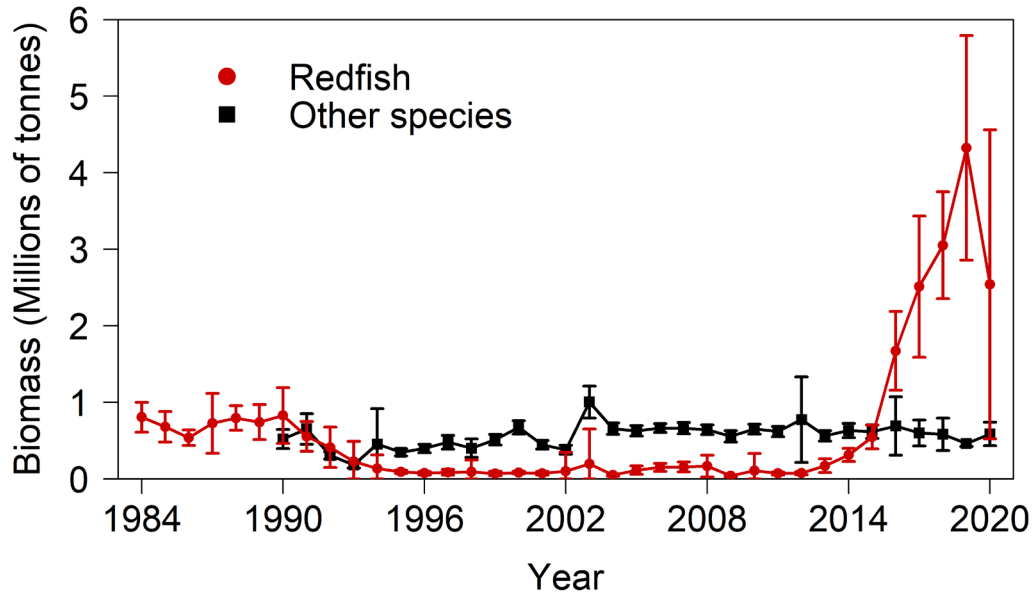 Biomass (Millions of tonnes)
6
5
4
3
2
1
0
Redfish
Other species
1984 1990 1996 2002 2008 2014 2020
Year